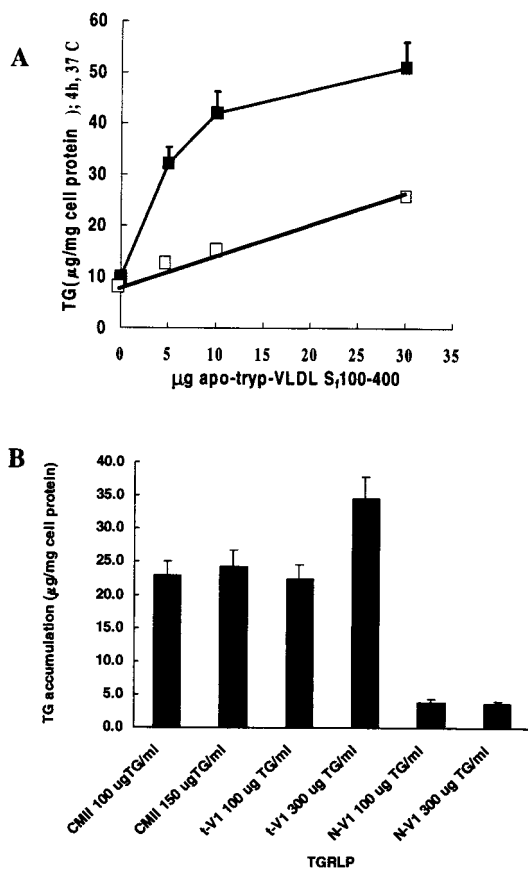 A
TG(μg/mg cell protein ); 4h, 37 C
60
50
40
30
20
10
0
0 5 10 15 20 25 30 35
μg apo-tryp-VLDL Sf100-400
B
TG accumulation (μg/mg cell protein)
40.0
35.0
30.0
25.0
20.0
15.0
10.0
5.0
0.0
CMII 100 ugTG/ml
CMII 150 ugTG/ml
t-V1 100 ug TG/ml
t-V1 300 ug TG/ml
N-V1 100 ug TG/ml
N-V1 300 ug TG/ml
TGRLP